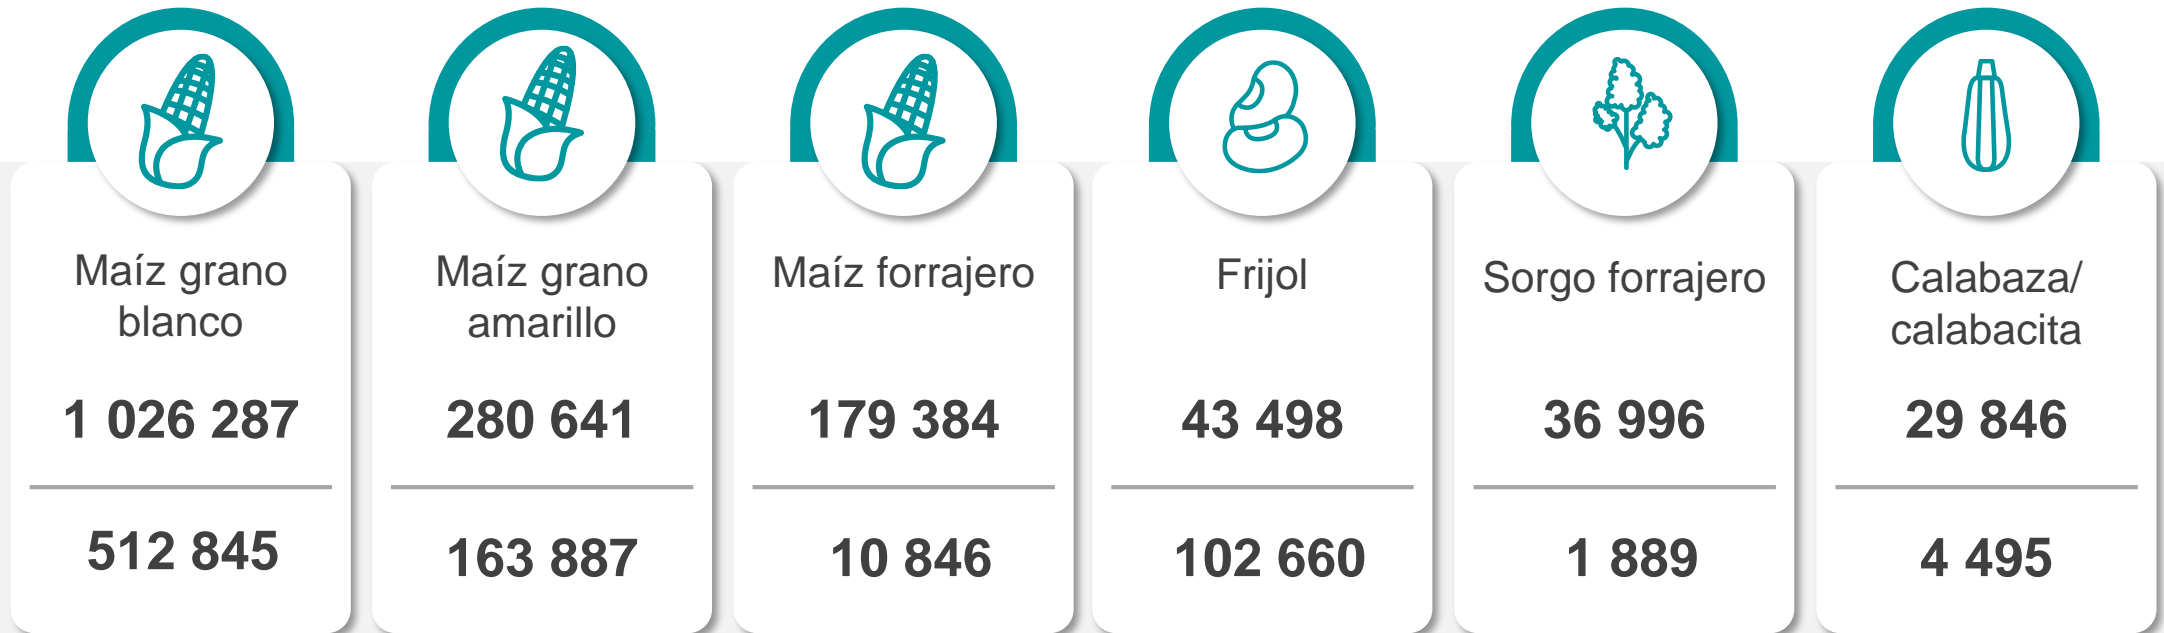 Maíz grano
blanco
1 026 287
512 845
Maíz grano
amarillo
280 641
163 887
Maíz forrajero
179 384
10 846
Frijol
43 498
102 660
Sorgo forrajero
36 996
1 889
Calabaza/
calabacita
29 846
4 495